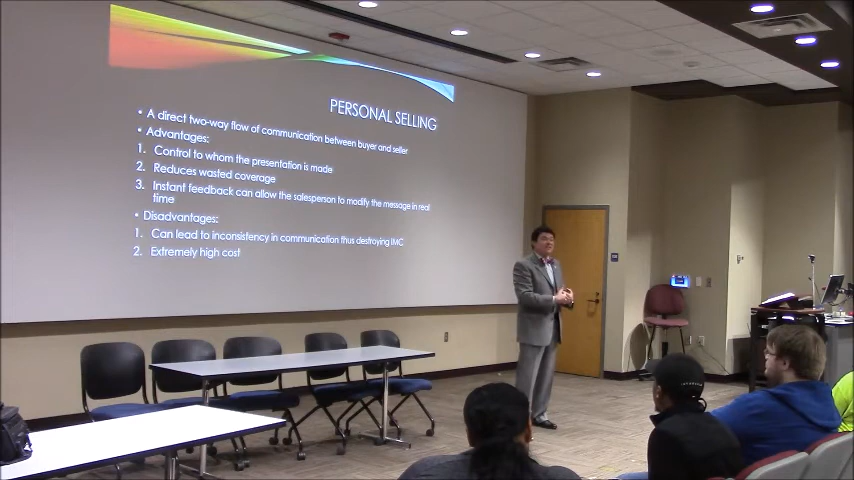 PERSONAL SELLING
• A direct two-way flow of communication between buyer and seller
• Advantages:
1. Control to whom the presentation is made
2. Reduces wasted coverage
3. Instant feedback can allow the salesperson to modify the message in real
time
• Disadvantages:
1. Can lead to inconsistency in communication thus destroying IMC
2. Extremely high cost